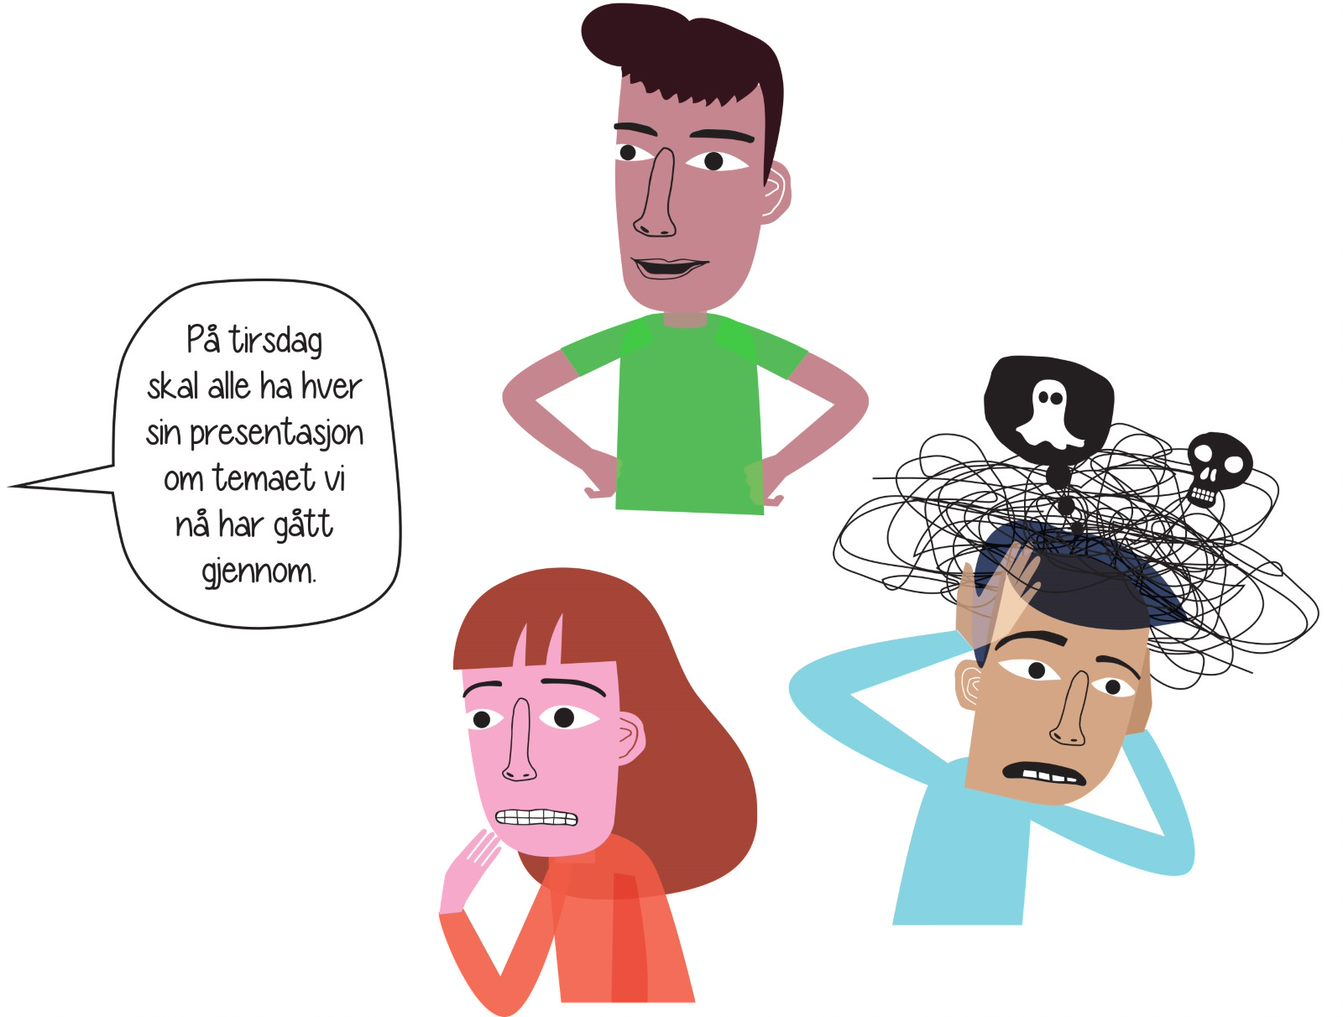 På tirsdag
skal alle ha hver
sin presentasjon
om temaet vi
nå har gått
gjennom.